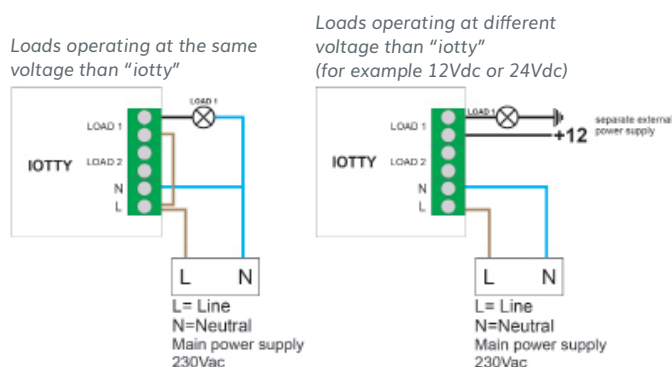 Loads operating at the same
voltage than “iotty”
LOAD 1
LOAD 1
LOAD 2
IOTTY
N
L
L N
L= Line
N=Neutral
Main power supply
230Vac
Loads operating at different
voltage than “iotty”
(for example 12Vdc or 24Vdc)
LOAD 1
separate external
power supply
+12
LOAD 1
LOAD 2
IOTTY
N
L
L N
L= Line
N=Neutral
Main power supply
230Vac